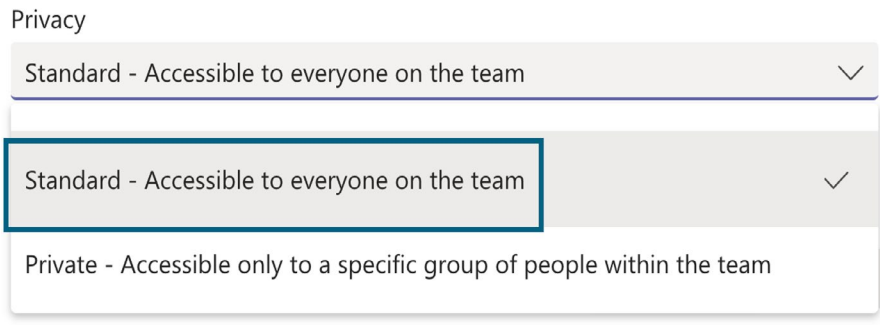 Privacy
Standard - Accessible to everyone on the team
Standard - Accessible to everyone on the team
Private - Accessible only to a specific group of people within the team